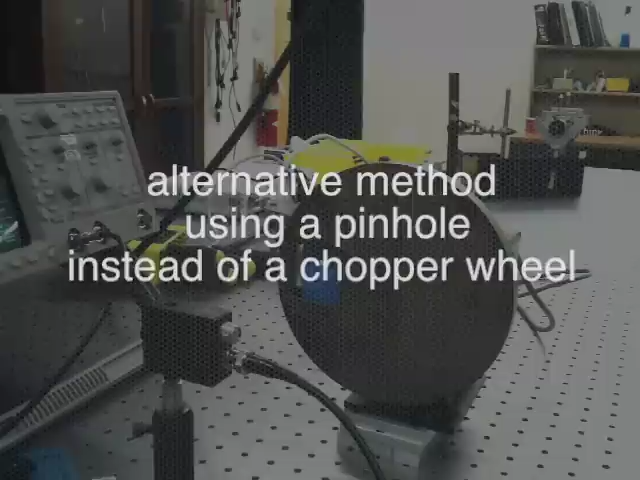 alternative method
using a pinhole
instead of a chopper wheel